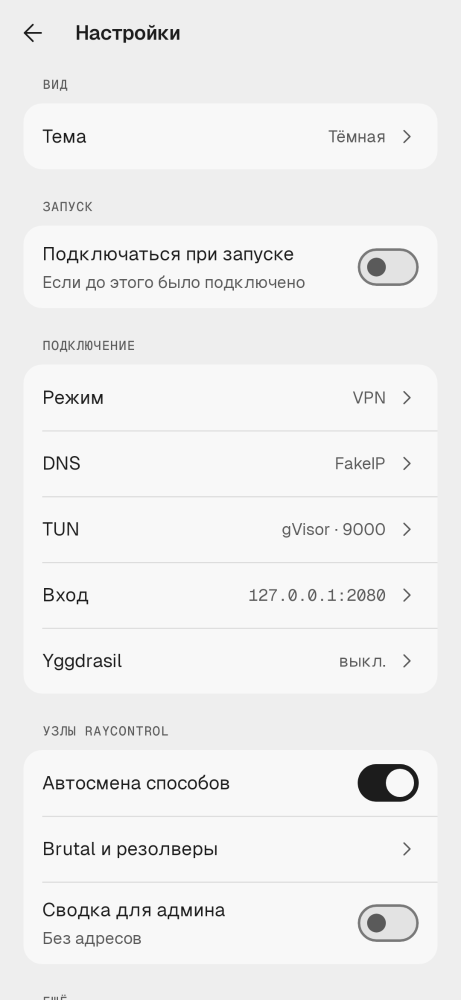 Настройки
ВИД
Тема
Тёмная
ЗАПУСК
Подключаться при запуске
Если до этого было подключено
ПОДКЛЮЧЕНИЕ
Режим
VPN
DNS
FakeIP
TUN
gVisor · 9000
Вход
127.0.0.1:2080
Yggdrasil
выкл.
УЗЛЫ RAYCONTROL
Автосмена способов
Brutal и резолверы
Сводка для админа
Без адресов
ЕЩЁ